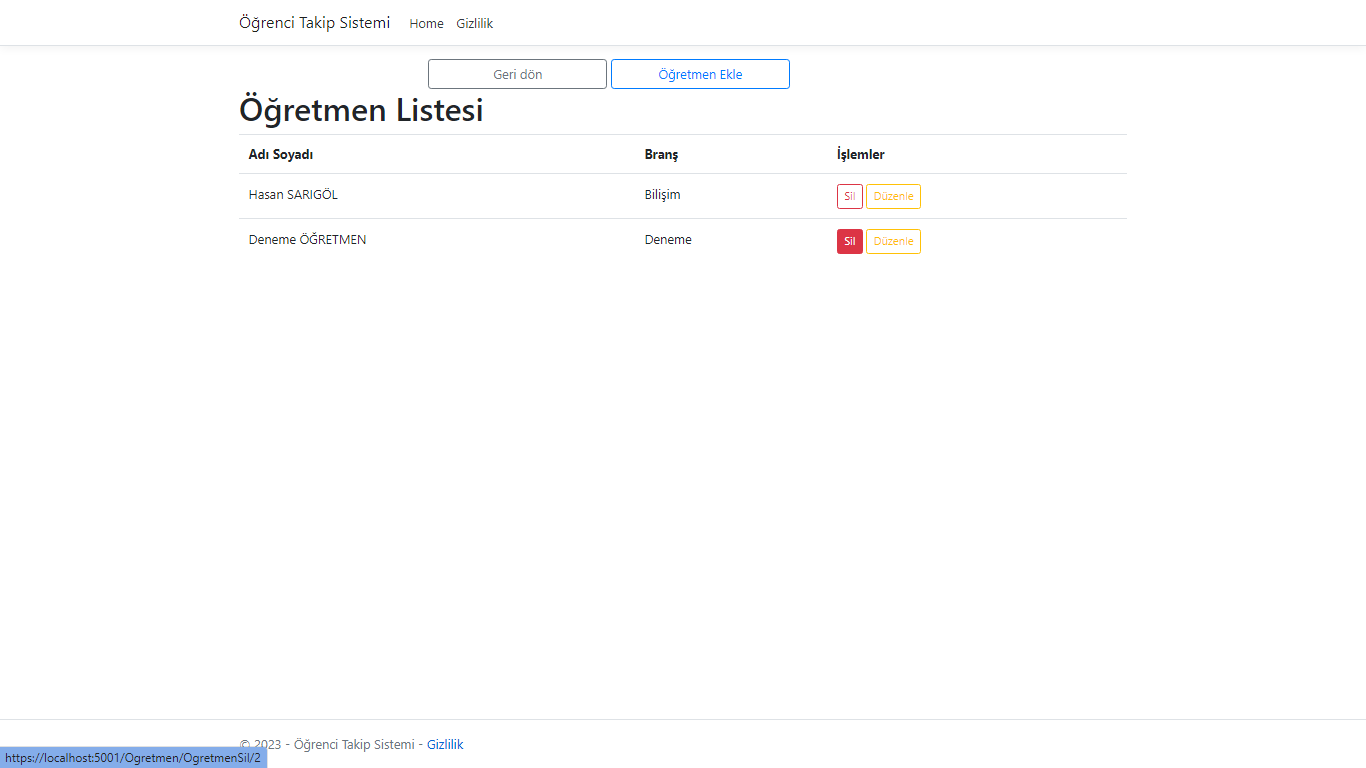 Öğrenci Takip Sistemi Home Gizlilik
Geri dön Öğretmen Ekle
Öğretmen Listesi
Adı Soyadı Branş İşlemler
Hasan SARIGÖL Bilişim Sil Düzenle
Deneme ÖĞRETMEN Deneme Sil Düzenle
© 2023 - Öğrenci Takip Sistemi - Gizlilik
https://localhost:5001/Ogretmen/OgretmenSil/2